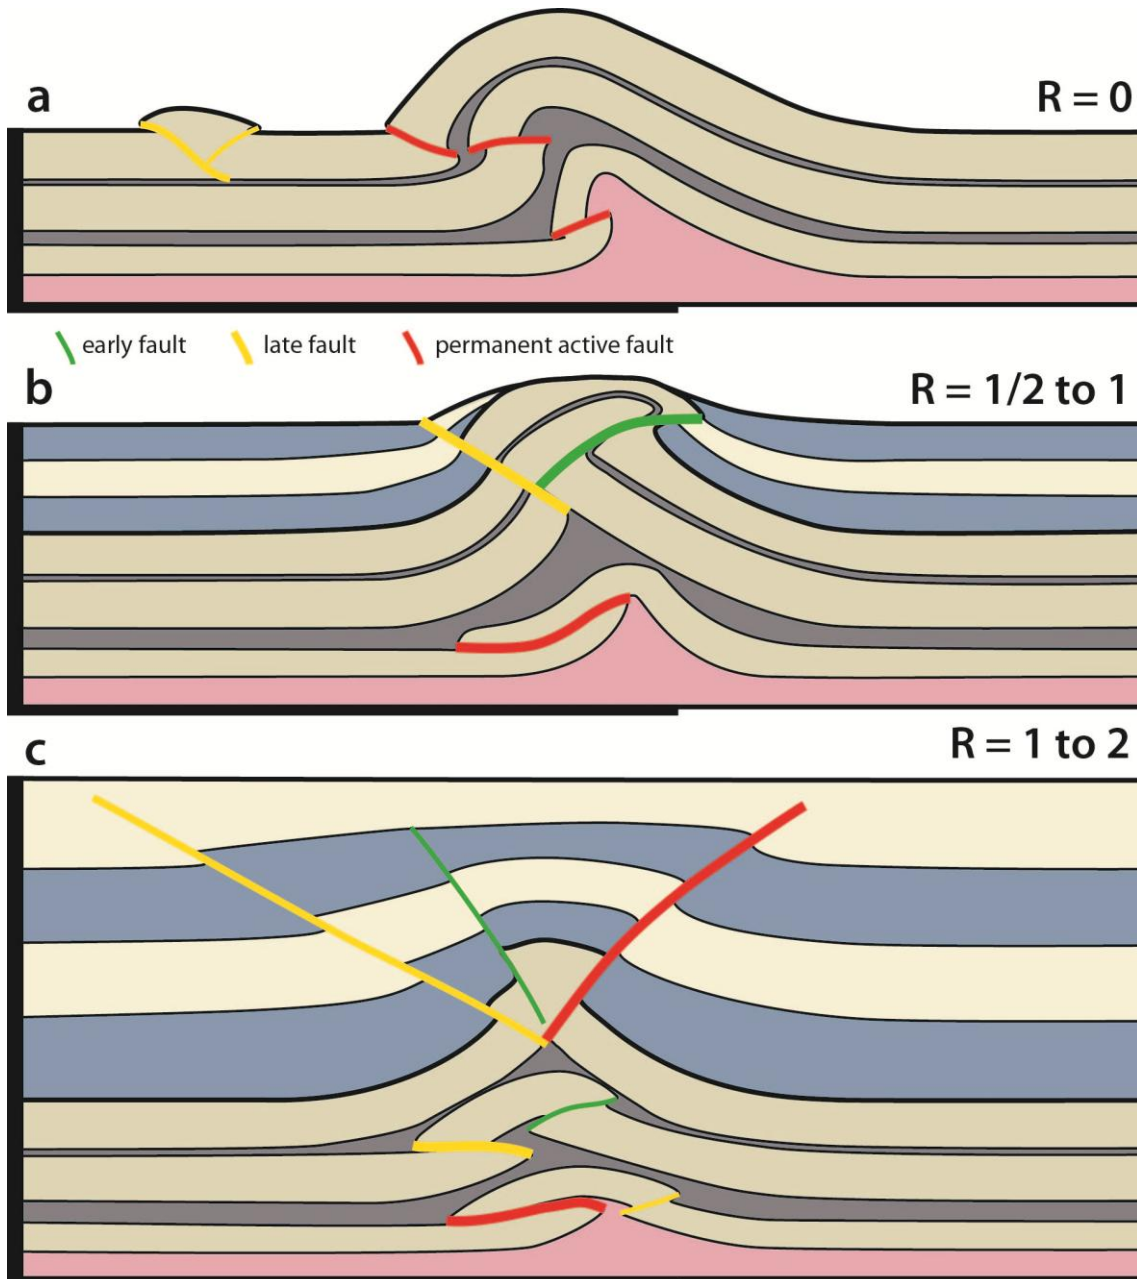 a
R = 0
early fault
late fault
permanent active fault
b
R = 1/2 to 1
c
R = 1 to 2